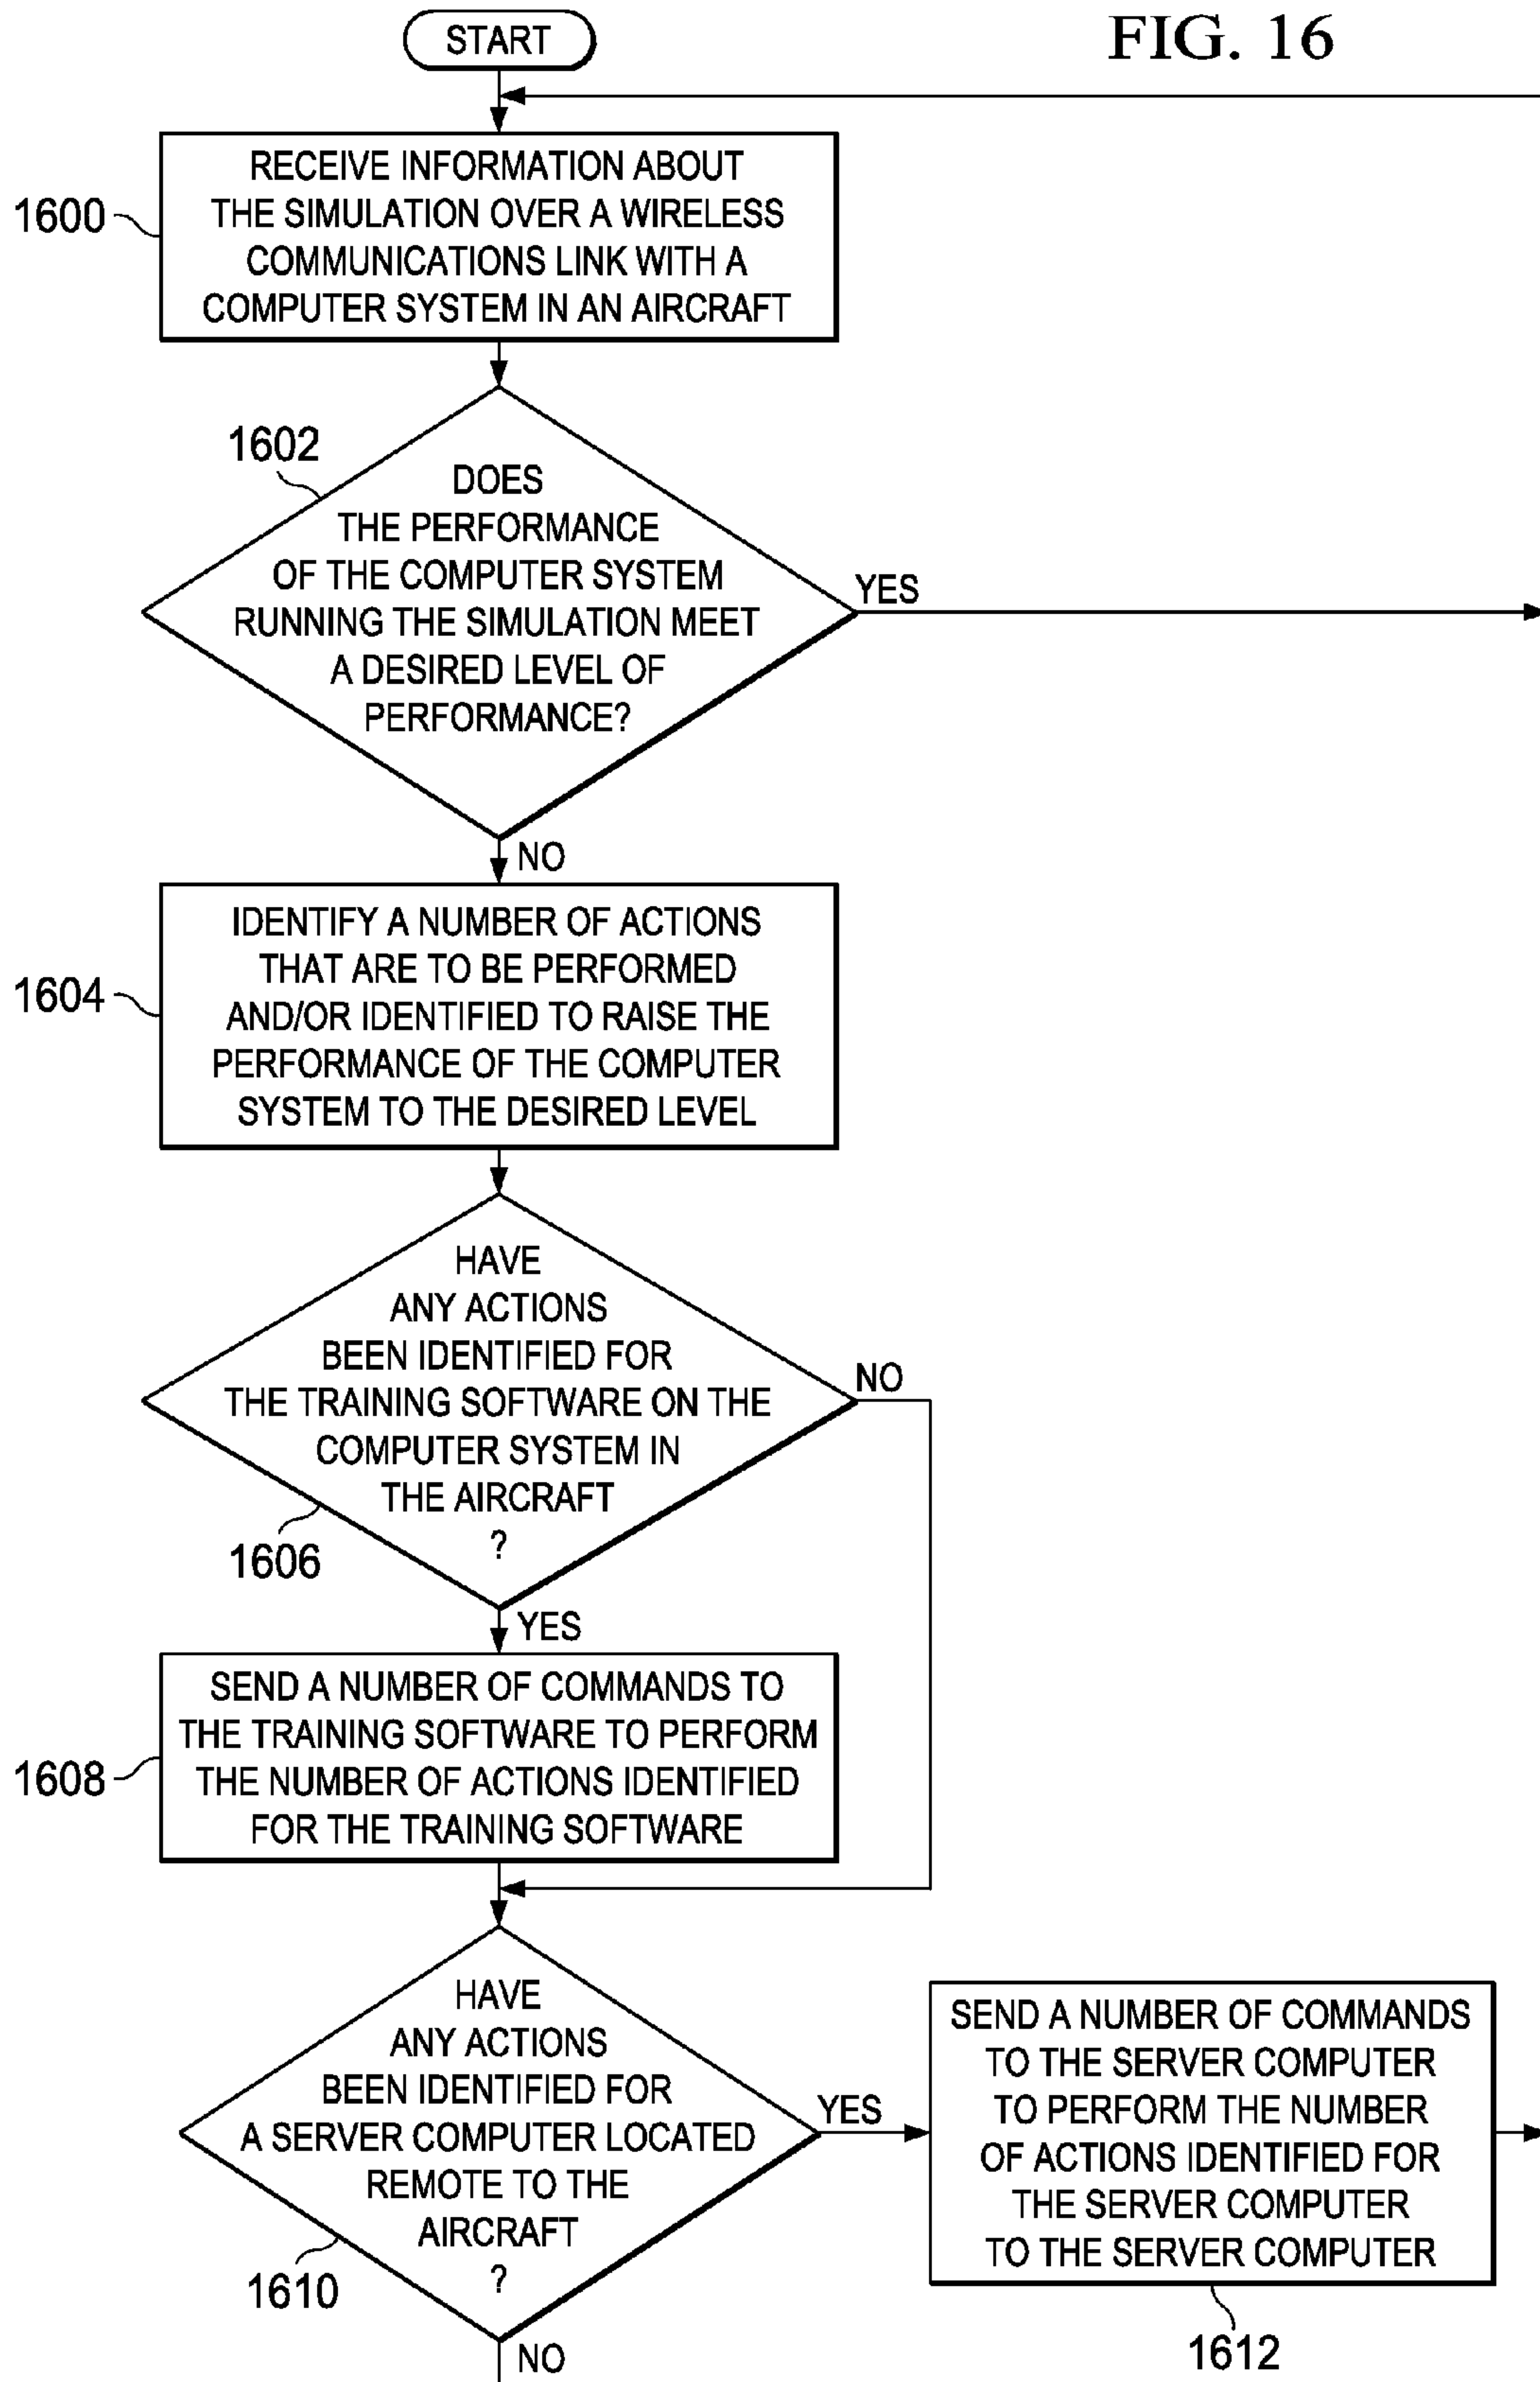 START
FIG. 16
RECEIVE INFORMATION ABOUT
THE SIMULATION OVER A WIRELESS
COMMUNICATIONS LINK WITH A
COMPUTER SYSTEM IN AN AIRCRAFT
1600
1602
DOES
THE PERFORMANCE
OF THE COMPUTER SYSTEM
RUNNING THE SIMULATION MEET
A DESIRED LEVEL OF
PERFORMANCE?
YES
NO
IDENTIFY A NUMBER OF ACTIONS
THAT ARE TO BE PERFORMED
AND/OR IDENTIFIED TO RAISE THE
PERFORMANCE OF THE COMPUTER
SYSTEM TO THE DESIRED LEVEL
1604
HAVE
ANY ACTIONS
BEEN IDENTIFIED FOR
THE TRAINING SOFTWARE ON THE
COMPUTER SYSTEM IN
THE AIRCRAFT
?
NO
1606
YES
SEND A NUMBER OF COMMANDS TO
THE TRAINING SOFTWARE TO PERFORM
THE NUMBER OF ACTIONS IDENTIFIED
FOR THE TRAINING SOFTWARE
1608
HAVE
ANY ACTIONS
BEEN IDENTIFIED FOR
A SERVER COMPUTER LOCATED
REMOTE TO THE
AIRCRAFT
?
YES
1610
NO
SEND A NUMBER OF COMMANDS
TO THE SERVER COMPUTER
TO PERFORM THE NUMBER
OF ACTIONS IDENTIFIED FOR
THE SERVER COMPUTER
TO THE SERVER COMPUTER
1612